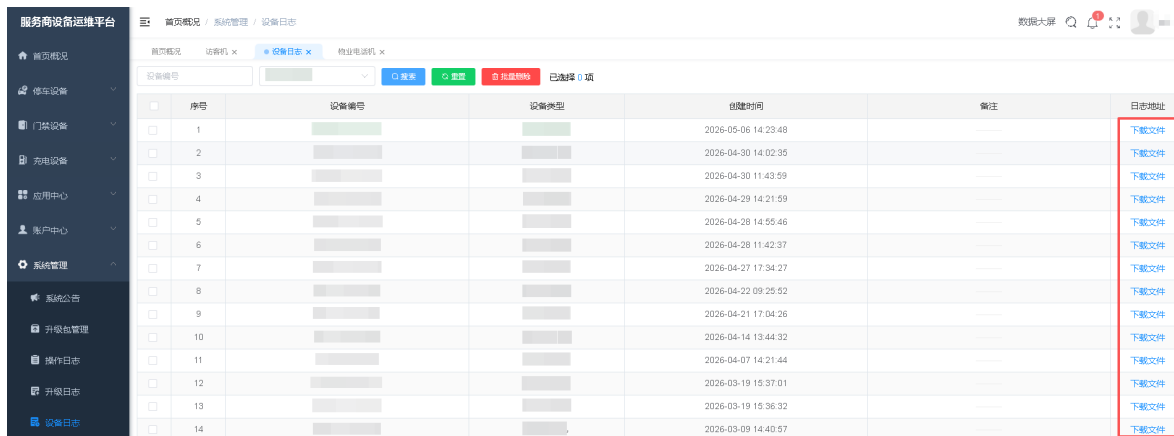 服务商设备运维平台
首页概况 / 系统管理 / 设备日志
数据大屏
1
首页概况
访客机 ×
设备日志 ×
物业电话机 ×
设备编号
搜索
重置
批量删除
已选择 0 项
首页概况
停车设备
门禁设备
充电设备
应用中心
账户中心
系统管理
系统公告
升级包管理
操作日志
升级日志
设备日志
序号 设备编号 设备类型 创建时间 备注 日志地址
1 2026-05-06 14:23:48 下载文件
2 2026-04-30 14:02:35 下载文件
3 2026-04-30 11:43:59 下载文件
4 2026-04-29 14:21:59 下载文件
5 2026-04-28 14:55:46 下载文件
6 2026-04-28 11:42:37 下载文件
7 2026-04-27 17:34:27 下载文件
8 2026-04-22 09:25:52 下载文件
9 2026-04-21 17:04:26 下载文件
10 2026-04-14 13:44:32 下载文件
11 2026-04-07 14:21:44 下载文件
12 2026-03-19 15:37:01 下载文件
13 2026-03-19 15:36:32 下载文件
14 2026-03-09 14:40:57 下载文件